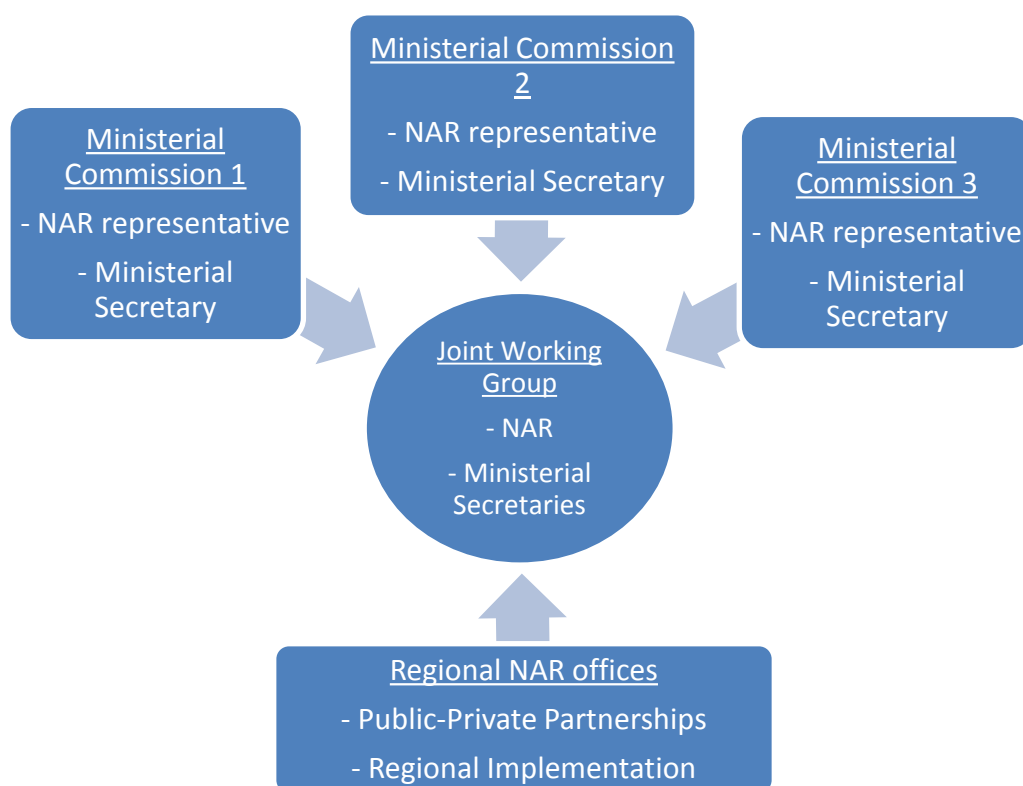 Ministerial Commission
2
- NAR representative
- Ministerial Secretary
Ministerial
Commission 1
- NAR representative
- Ministerial
Secretary
Ministerial
Commission 3
- NAR representative
- Ministerial
Secretary
Joint Working
Group
- NAR
- Ministerial
Secretaries
Regional NAR offices
- Public-Private Partnerships
- Regional Implementation